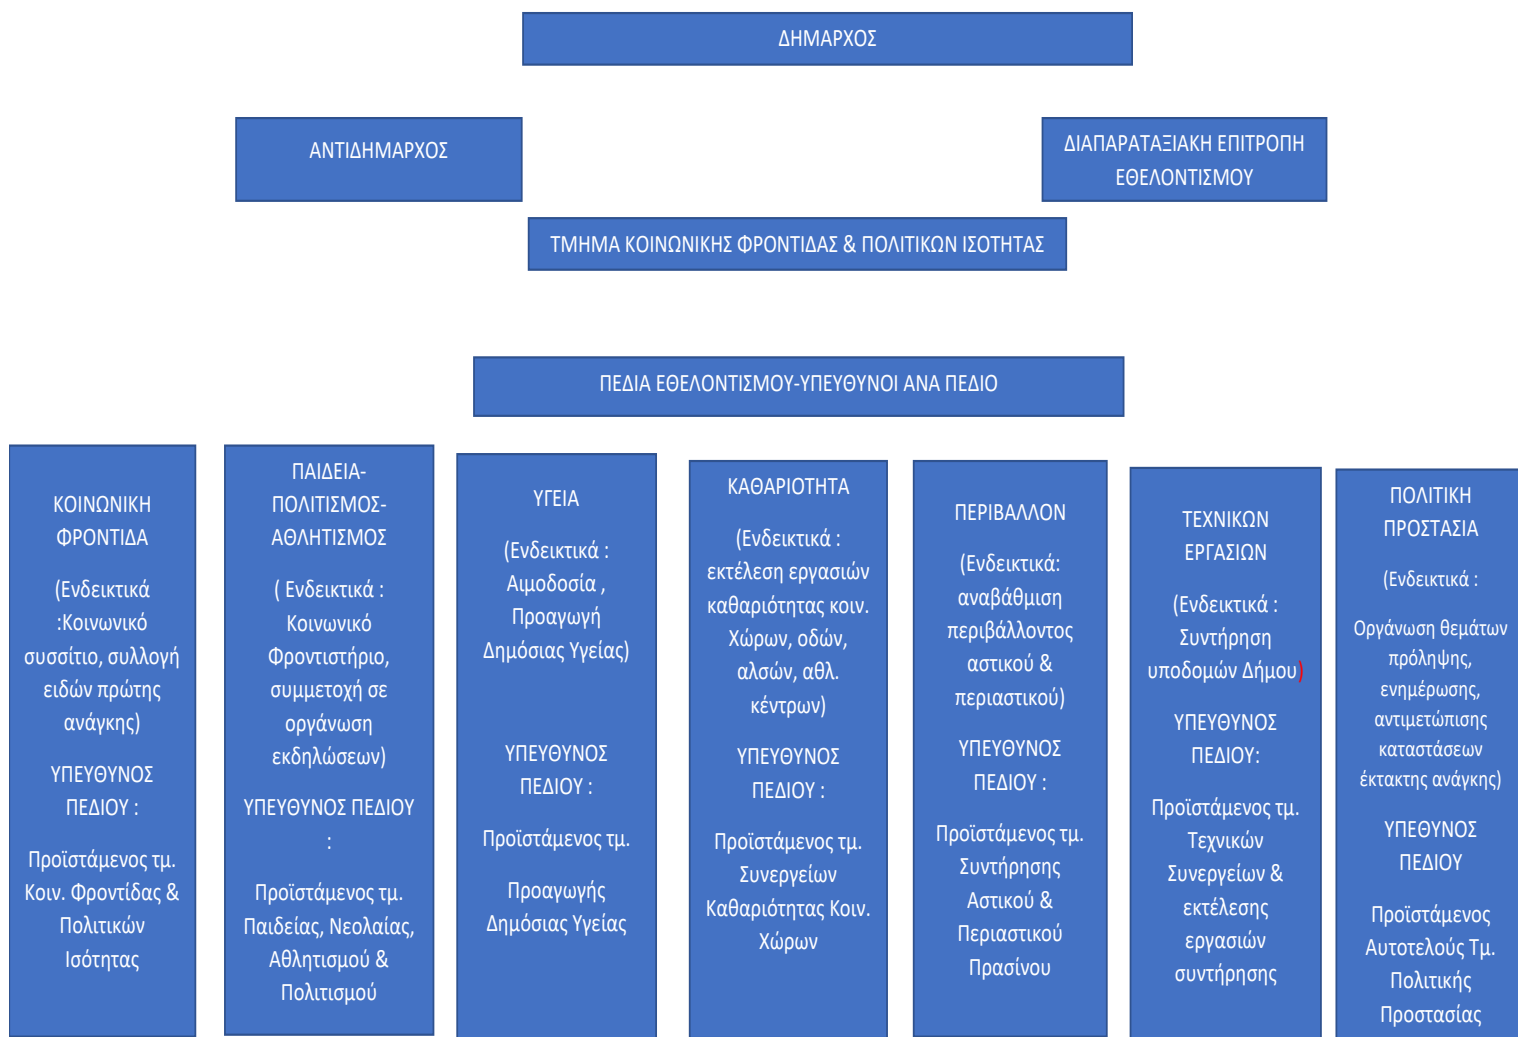 ΔΗΜΑΡΧΟΣ
ΑΝΤΙΔΗΜΑΡΧΟΣ
ΔΙΑΠΑΡΑΤΑΞΙΑΚΗ ΕΠΙΤΡΟΠΗ
ΕΘΕΛΟΝΤΙΣΜΟΥ
ΤΜΗΜΑ ΚΟΙΝΩΝΙΚΗΣ ΦΡΟΝΤΙΔΑΣ & ΠΟΛΙΤΙΚΩΝ ΙΣΟΤΗΤΑΣ
ΠΕΔΙΑ ΕΘΕΛΟΝΤΙΣΜΟΥ-ΥΠΕΥΘΥΝΟΙ ΑΝΑ ΠΕΔΙΟ
ΚΟΙΝΩΝΙΚΗ
ΦΡΟΝΤΙΔΑ
(Ενδεικτικά
:Κοινωνικό
συσσίτιο, συλλογή
ειδών πρώτης
ανάγκης)
ΥΠΕΥΘΥΝΟΣ
ΠΕΔΙΟΥ :
Προϊστάμενος τμ.
Κοιν. Φροντίδας &
Πολιτικών
Ισότητας
ΠΑΙΔΕΙΑ-
ΠΟΛΙΤΙΣΜΟΣ-
ΑΘΛΗΤΙΣΜΟΣ
( Ενδεικτικά :
Κοινωνικό
Φροντιστήριο,
συμμετοχή σε
οργάνωση
εκδηλώσεων)
ΥΠΕΥΘΥΝΟΣ ΠΕΔΙΟΥ
:
Προϊστάμενος τμ.
Παιδείας, Νεολαίας,
Αθλητισμού &
Πολιτισμού
ΥΓΕΙΑ
(Ενδεικτικά :
Αιμοδοσία ,
Προαγωγή
Δημόσιας Υγείας)
ΥΠΕΥΘΥΝΟΣ
ΠΕΔΙΟΥ :
Προϊστάμενος τμ.
Προαγωγής
Δημόσιας Υγείας
ΚΑΘΑΡΙΟΤΗΤΑ
(Ενδεικτικά :
εκτέλεση εργασιών
καθαριότητας κοιν.
Χώρων, οδών,
αλσών, αθλ.
κέντρων)
ΥΠΕΥΘΥΝΟΣ
ΠΕΔΙΟΥ :
Προϊστάμενος τμ.
Συνεργείων
Καθαριότητας Κοιν.
Χώρων
ΠΕΡΙΒΑΛΛΟΝ
(Ενδεικτικά:
αναβάθμιση
περιβάλλοντος
αστικού &
περιαστικού)
ΥΠΕΥΘΥΝΟΣ
ΠΕΔΙΟΥ :
Προϊστάμενος τμ.
Συντήρησης
Αστικού &
Περιαστικού
Πρασίνου
ΤΕΧΝΙΚΩΝ
ΕΡΓΑΣΙΩΝ
(Ενδεικτικά :
Συντήρηση
υποδομών Δήμου)
ΥΠΕΥΘΥΝΟΣ
ΠΕΔΙΟΥ:
Προϊστάμενος τμ.
Τεχνικών
Συνεργείων &
εκτέλεσης
εργασιών
συντήρησης
ΠΟΛΙΤΙΚΗ
ΠΡΟΣΤΑΣΙΑ
(Ενδεικτικά :
Οργάνωση θεμάτων
πρόληψης,
ενημέρωσης,
αντιμετώπισης
καταστάσεων
έκτακτης ανάγκης)
ΥΠΕΘΥΝΟΣ
ΠΕΔΙΟΥ
Προϊστάμενος
Αυτοτελούς Τμ.
Πολιτικής
Προστασίας